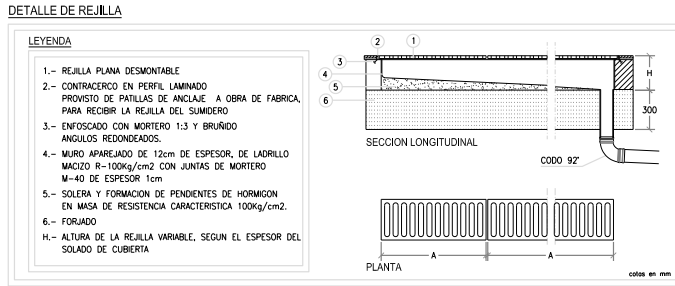 DETALLE DE REJILLA
LEYENDA
1.- REJILLA PLANA DESMONTABLE
2.- CONTRACERCO EN PERFIL LAMINADO
PROVISTO DE PATILLAS DE ANCLAJE A OBRA DE FABRICA,
PARA RECIBIR LA REJILLA DEL SUMIDERO
3.- ENFOSCADO CON MORTERO 1:3 Y BRUÑIDO
ANGULOS REDONDEADOS.
4.- MURO APAREJADO DE 12cm DE ESPESOR, DE LADRILLO
MACIZO R-100Kg/cm2 CON JUNTAS DE MORTERO
M-40 DE ESPESOR 1cm
5.- SOLERA Y FORMACION DE PENDIENTES DE HORMIGON
EN MASA DE RESISTENCIA CARACTERISTICA 100Kg/cm2.
6.- FORJADO
H.- ALTURA DE LA REJILLA VARIABLE, SEGUN EL ESPESOR DEL
SOLADO DE CUBIERTA
1
2
3
4
5
6
H
300
SECCION LONGITUDINAL
CODO 92°
A
A
PLANTA
cotas en mm